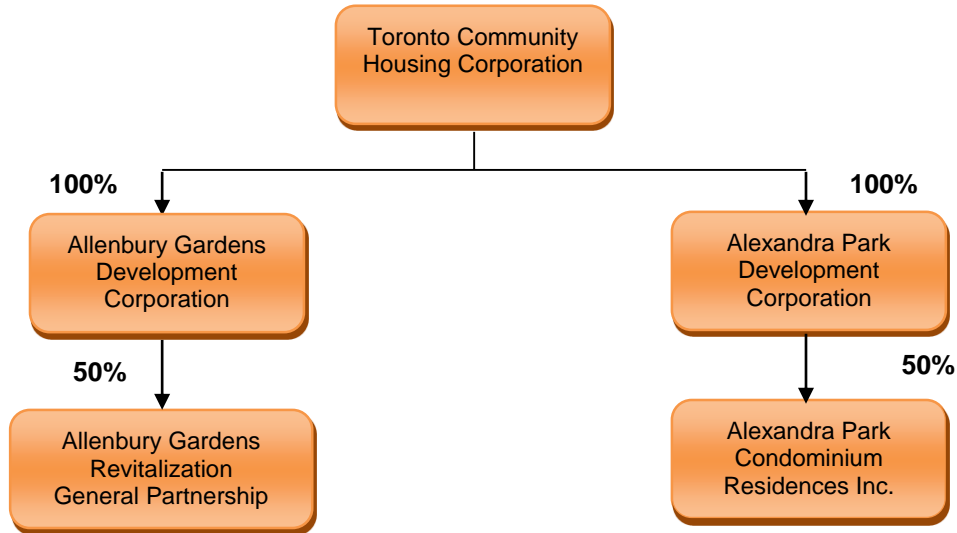 Toronto Community
Housing Corporation
100%
100%
Allenbury Gardens
Development
Corporation
Alexandra Park
Development
Corporation
50%
50%
Allenbury Gardens
Revitalization
General Partnership
Alexandra Park
Condominium
Residences Inc.